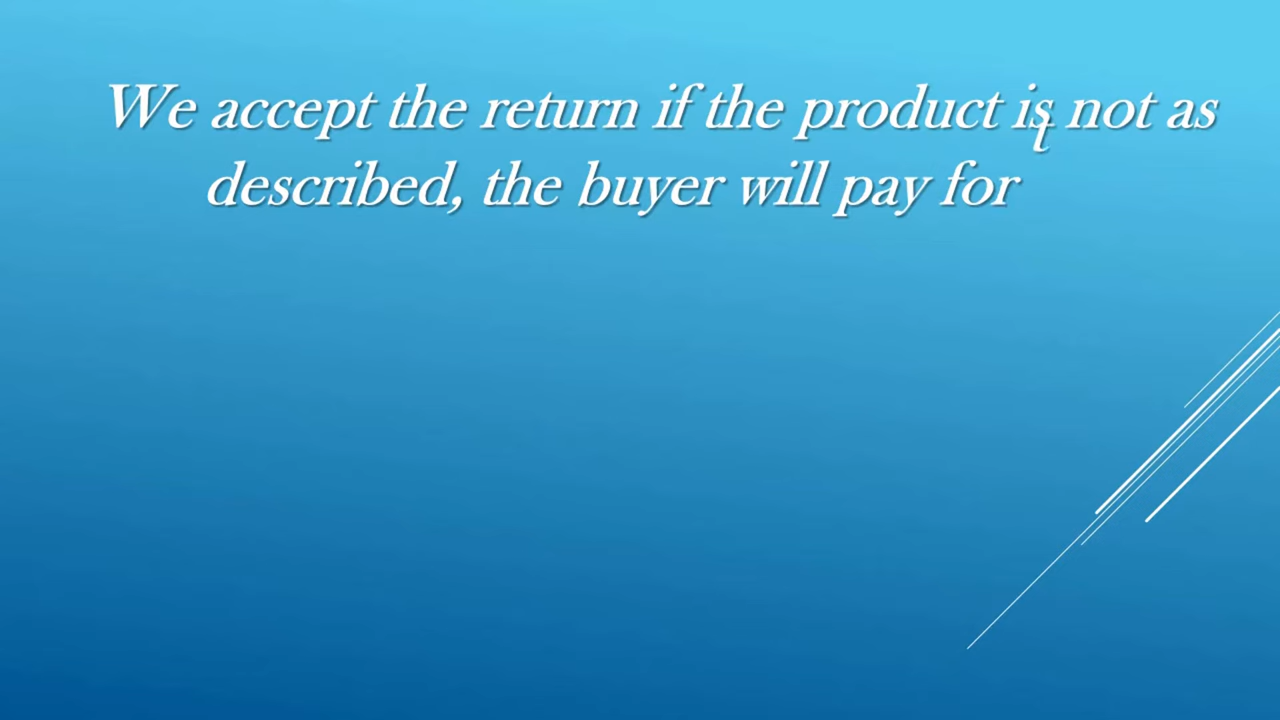 We accept the return if the product is not as
described, the buyer will pay for
t